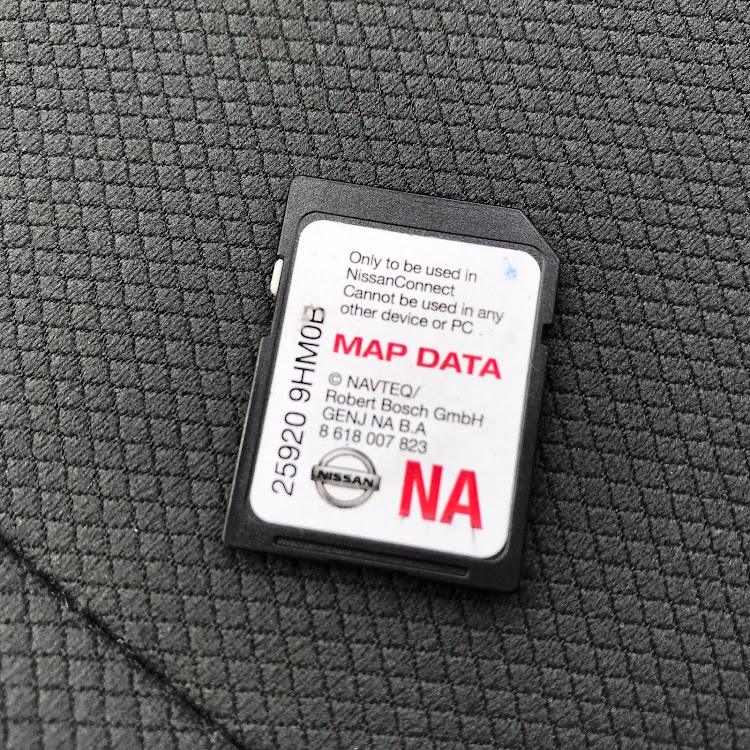 Only to be used in
NissanConnect
Cannot be used in any
other device or PC
MAP DATA
© NAVTEQ/
Robert Bosch GmbH
GENJ NA B.A
8 618 007 823
NISSAN
NA
25920 9HM0B